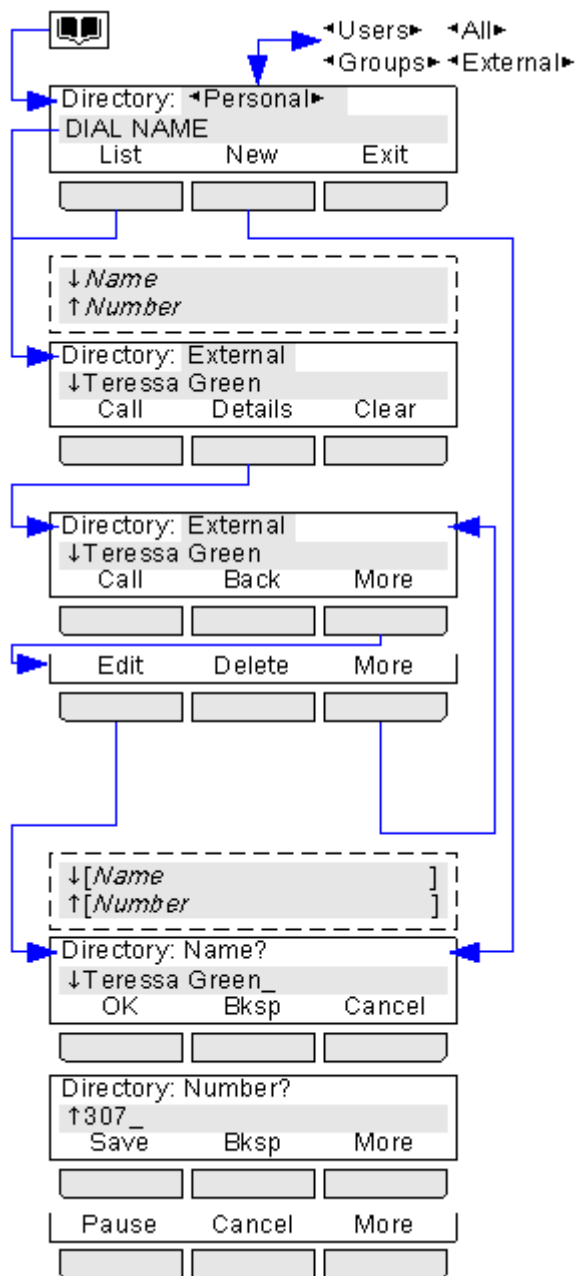 ◄Users► ◄All►
◄Groups► ◄External►
Directory: ◄Personal►
DIAL NAME
List New Exit
↓Name
↑Number
Directory: External
↓Teressa Green
Call Details Clear
Directory: External
↓Teressa Green
Call Back More
Edit Delete More
↓[Name ]
↑[Number ]
Directory: Name?
↓Teressa Green_
OK Bksp Cancel
Directory: Number?
↑307_
Save Bksp More
Pause Cancel More